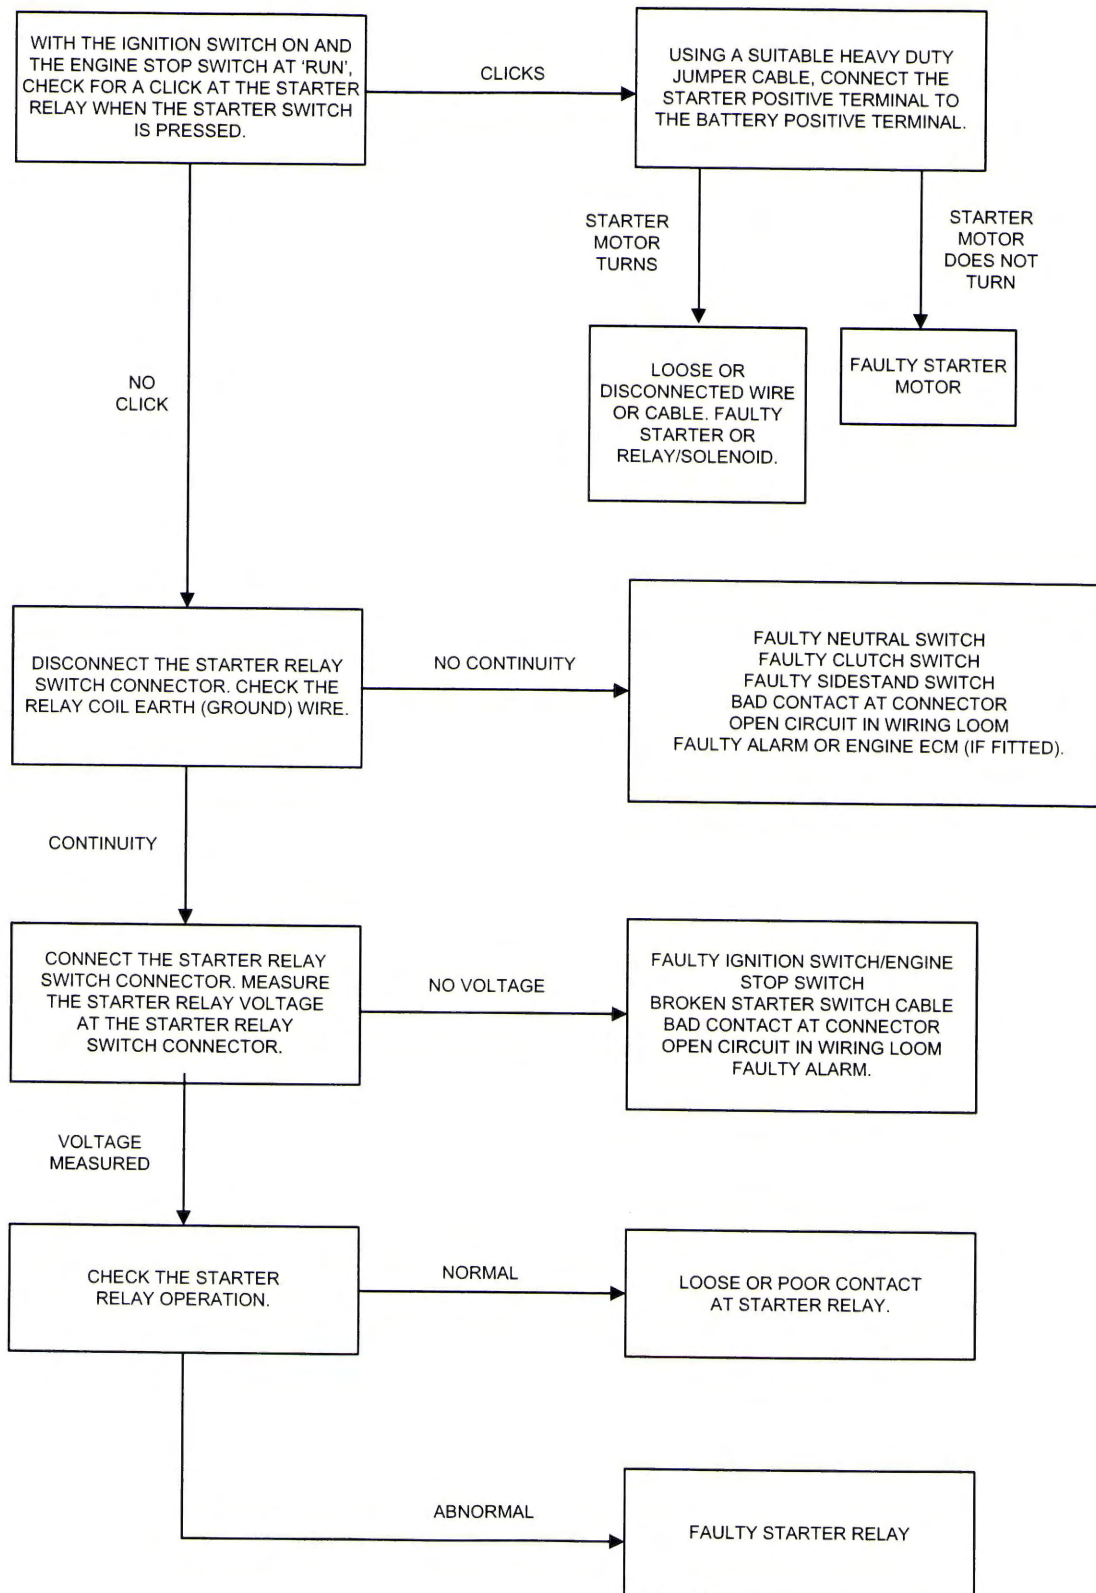 WITH THE IGNITION SWITCH ON AND
THE ENGINE STOP SWITCH AT 'RUN',
CHECK FOR A CLICK AT THE STARTER
RELAY WHEN THE STARTER SWITCH
IS PRESSED.
CLICKS
USING A SUITABLE HEAVY DUTY
JUMPER CABLE, CONNECT THE
STARTER POSITIVE TERMINAL TO
THE BATTERY POSITIVE TERMINAL.
STARTER
MOTOR
TURNS
STARTER
MOTOR
DOES NOT
TURN
LOOSE OR
DISCONNECTED WIRE
OR CABLE. FAULTY
STARTER OR
RELAY/SOLENOID.
FAULTY STARTER
MOTOR
NO
CLICK
DISCONNECT THE STARTER RELAY
SWITCH CONNECTOR. CHECK THE
RELAY COIL EARTH (GROUND) WIRE.
NO CONTINUITY
FAULTY NEUTRAL SWITCH
FAULTY CLUTCH SWITCH
FAULTY SIDESTAND SWITCH
BAD CONTACT AT CONNECTOR
OPEN CIRCUIT IN WIRING LOOM
FAULTY ALARM OR ENGINE ECM (IF FITTED).
CONTINUITY
CONNECT THE STARTER RELAY
SWITCH CONNECTOR. MEASURE
THE STARTER RELAY VOLTAGE
AT THE STARTER RELAY
SWITCH CONNECTOR.
NO VOLTAGE
FAULTY IGNITION SWITCH/ENGINE
STOP SWITCH
BROKEN STARTER SWITCH CABLE
BAD CONTACT AT CONNECTOR
OPEN CIRCUIT IN WIRING LOOM
FAULTY ALARM.
VOLTAGE
MEASURED
CHECK THE STARTER
RELAY OPERATION.
NORMAL
LOOSE OR POOR CONTACT
AT STARTER RELAY.
ABNORMAL
FAULTY STARTER RELAY